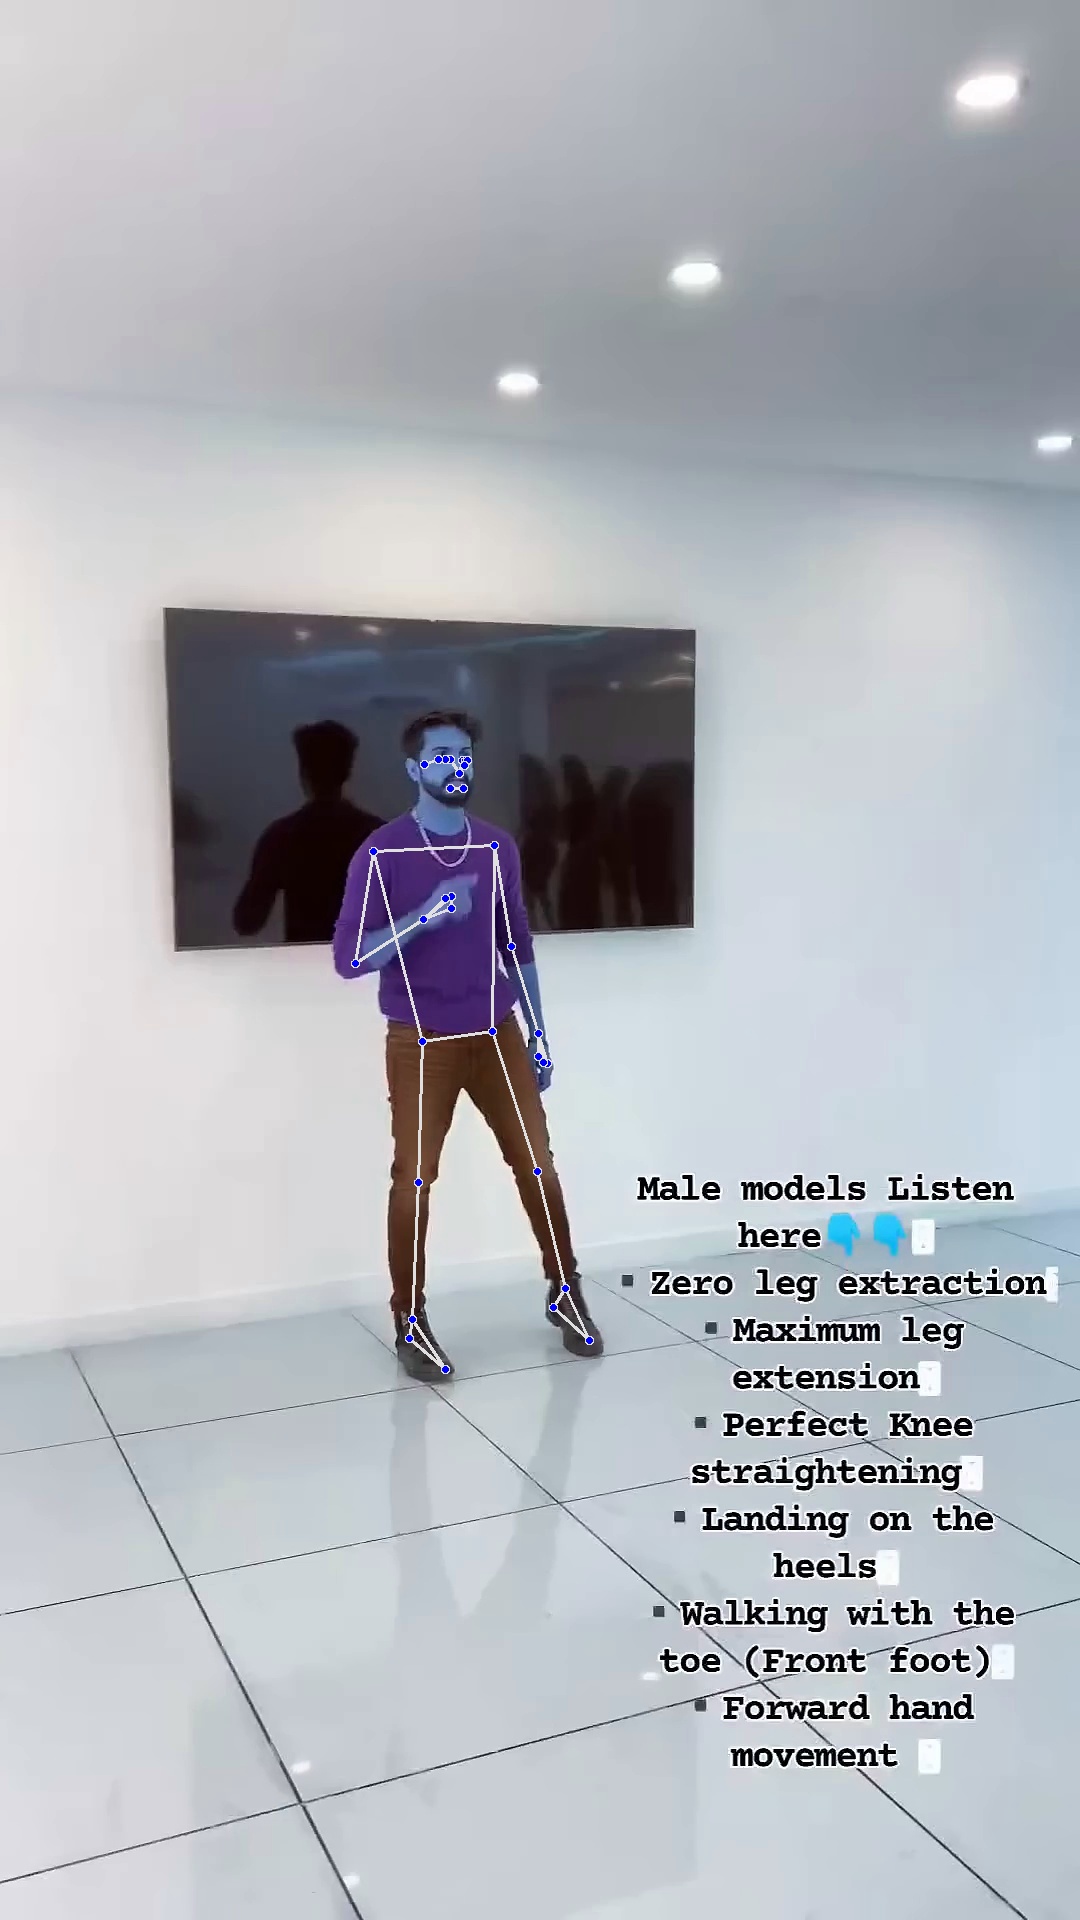 Male models Listen
here👇👇
▪ Zero leg extraction
▪ Maximum leg
extension
▪ Perfect Knee
straightening
▪ Landing on the
heels
▪ Walking with the
toe (Front foot)
▪ Forward hand
movement